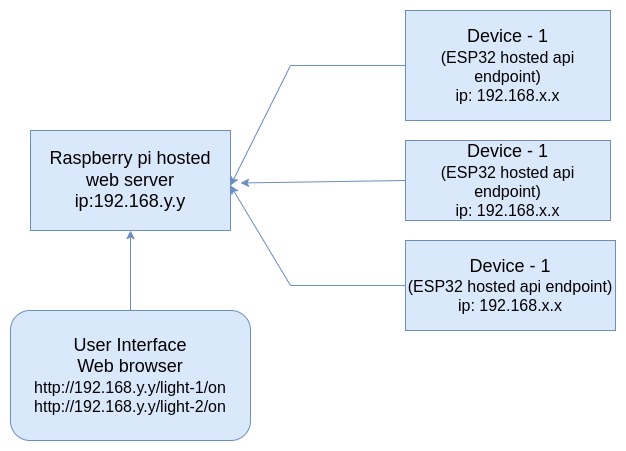 Device - 1
(ESP32 hosted api
endpoint)
ip: 192.168.x.x
Raspberry pi hosted
web server
ip:192.168.y.y
Device - 1
(ESP32 hosted api
endpoint)
ip: 192.168.x.x
Device - 1
(ESP32 hosted api endpoint)
ip: 192.168.x.x
User Interface
Web browser
http://192.168.y.y/light-1/on
http://192.168.y.y/light-2/on